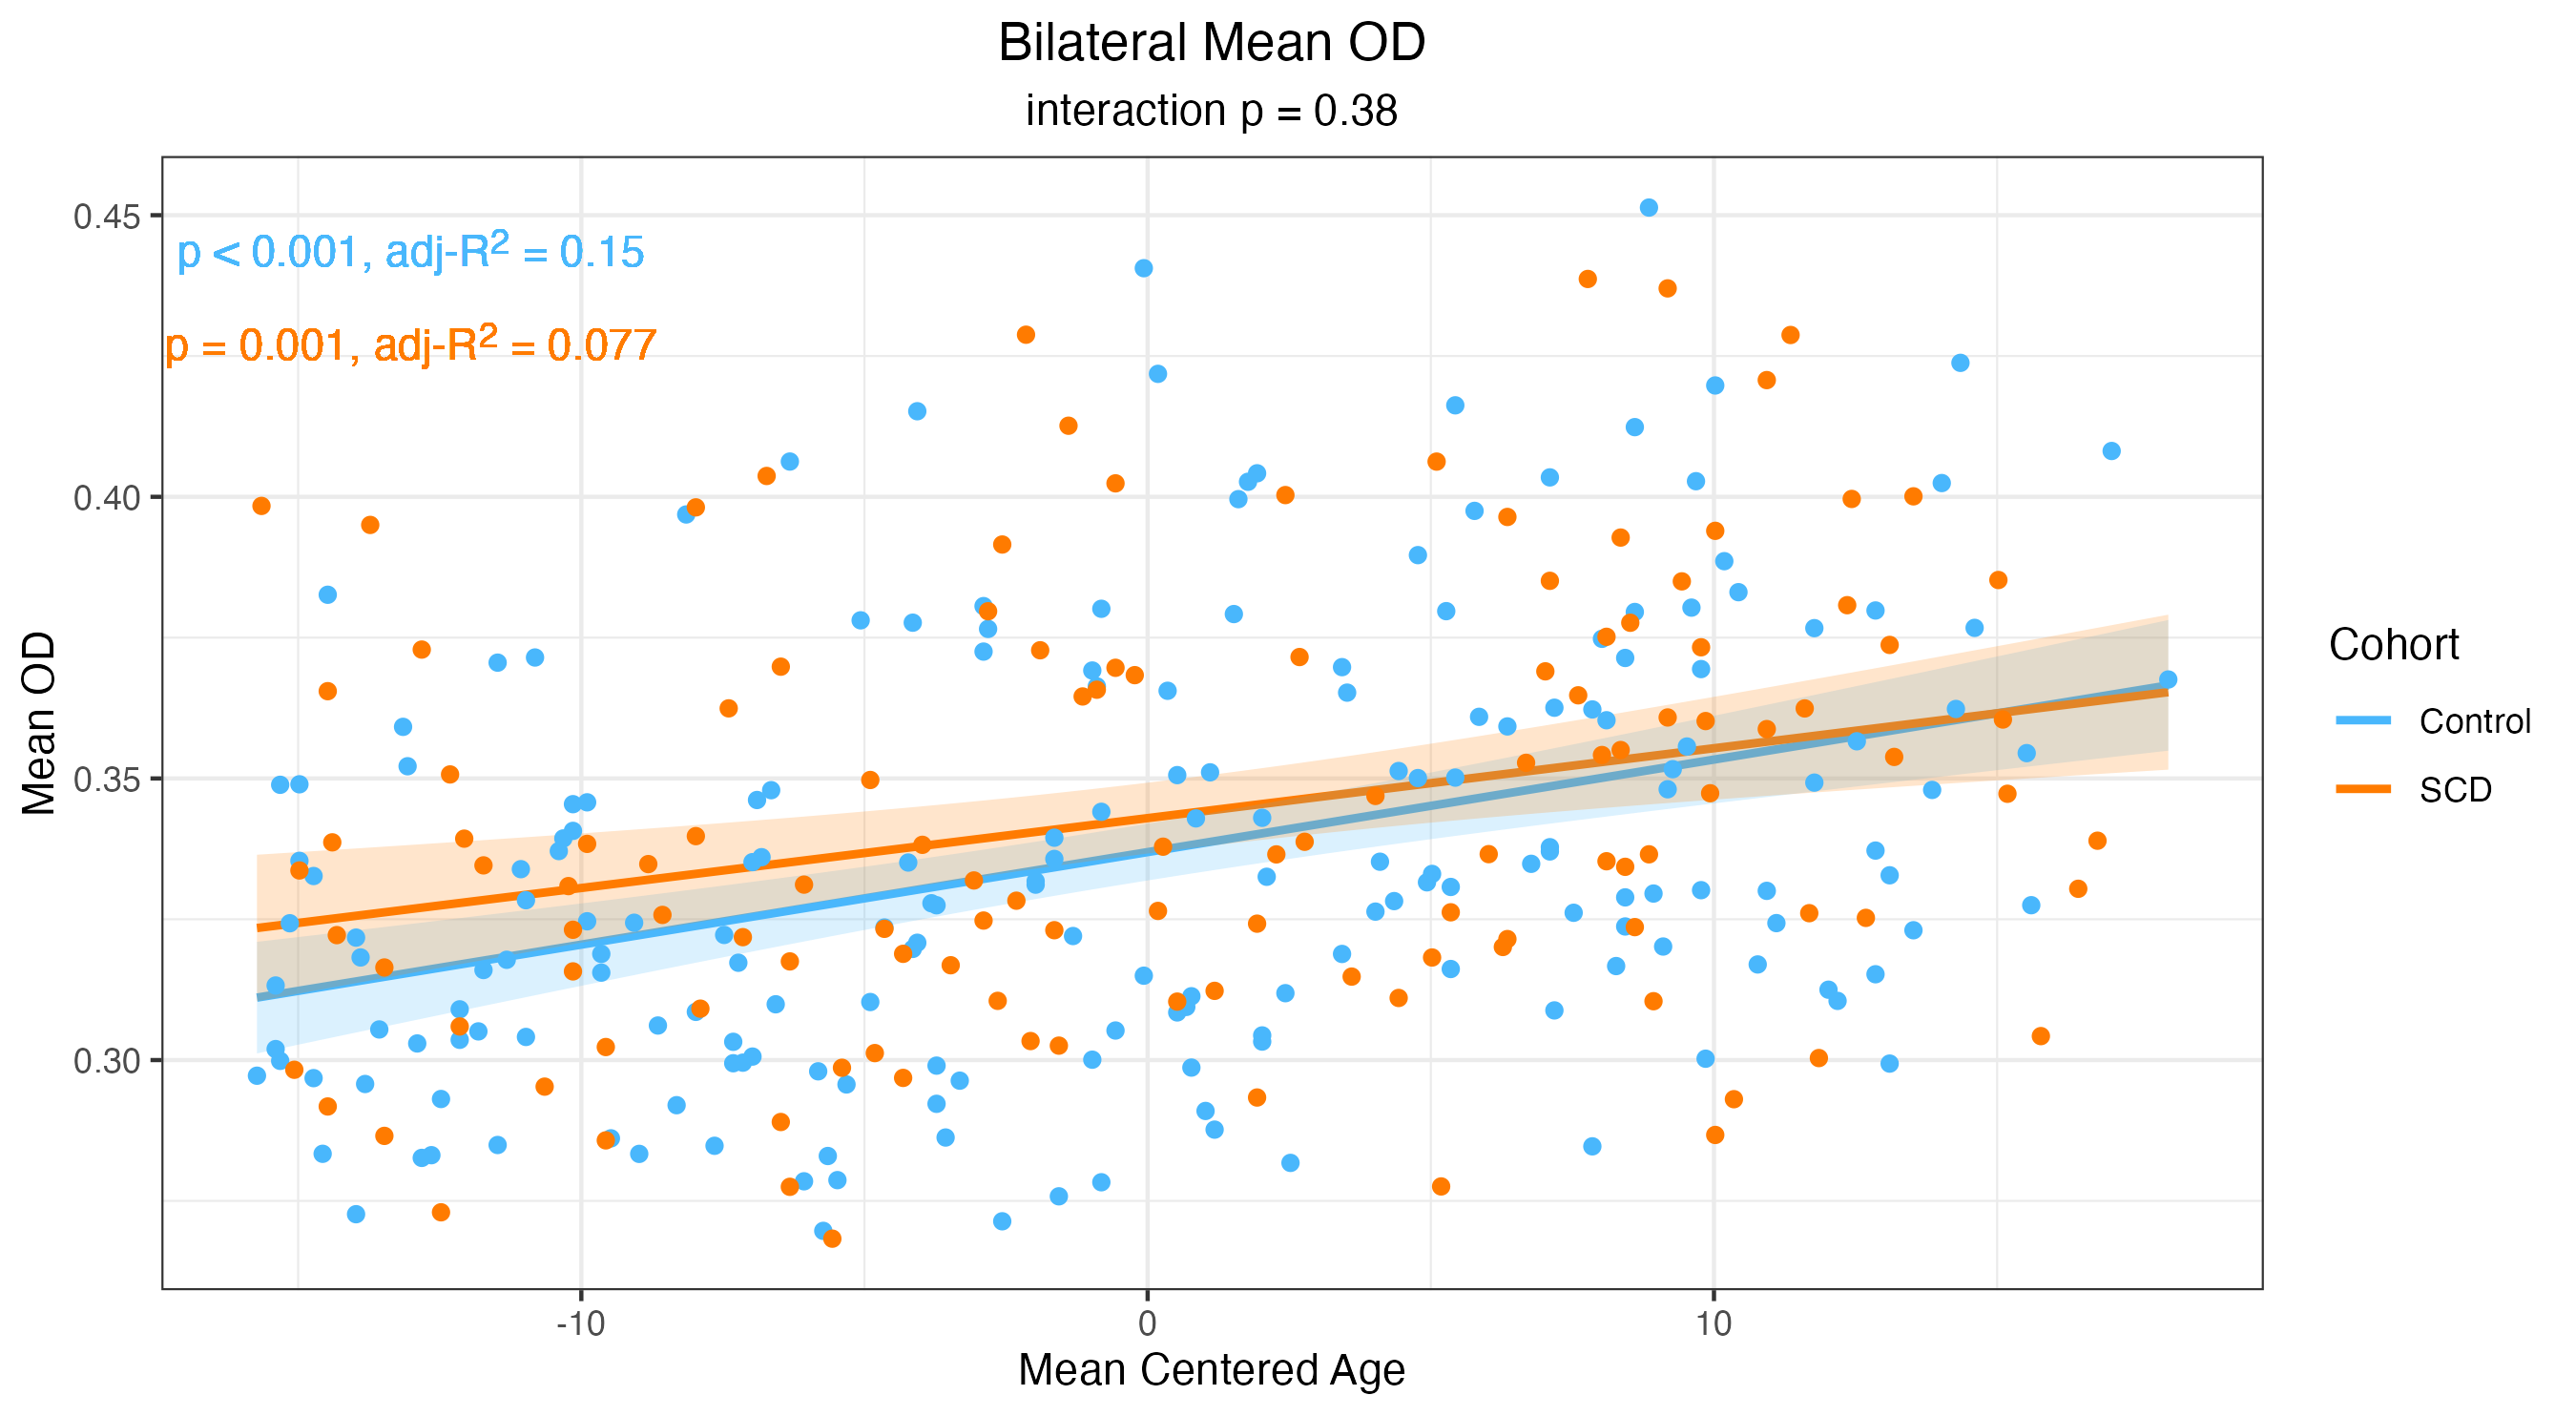 Bilateral Mean OD
interaction p = 0.38
p < 0.001, adj-R² = 0.15
p = 0.001, adj-R² = 0.077
0.45
0.40
0.35
0.30
Mean OD
-10
0
10
Mean Centered Age
Cohort
Control
SCD